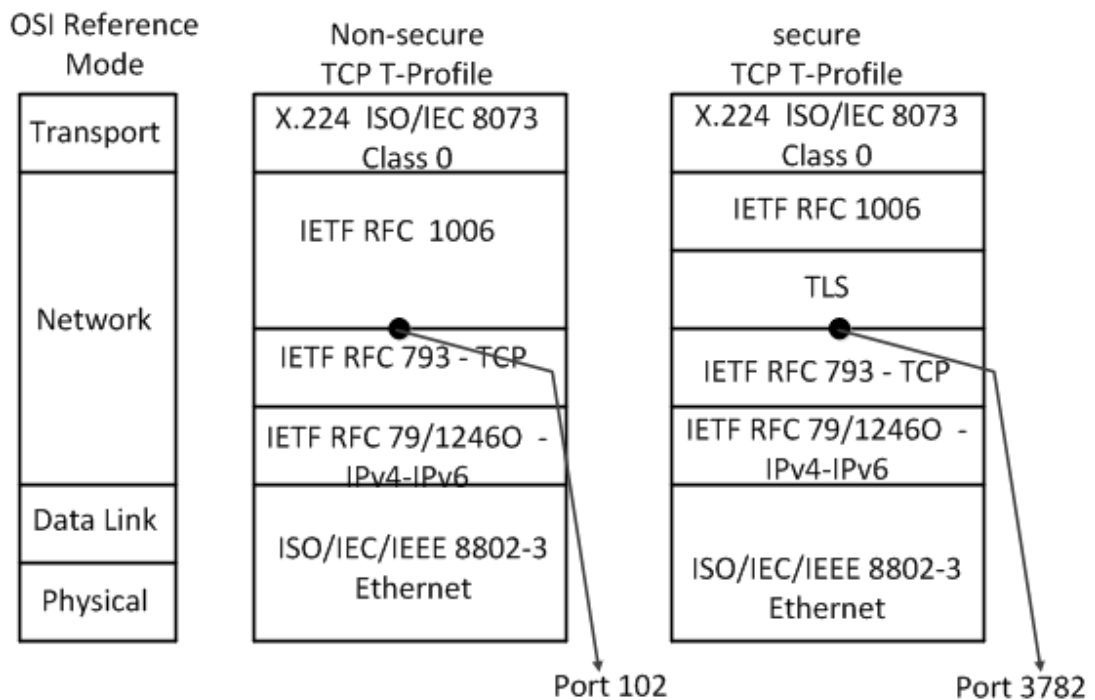 OSI Reference
Mode
Transport
Network
Data Link
Physical
Non-secure
TCP T-Profile
X.224 ISO/IEC 8073
Class 0
IETF RFC 1006
IETF RFC 793 - TCP
IETF RFC 79/1246O -
IPv4-IPv6
ISO/IEC/IEEE 8802-3
Ethernet
Port 102
secure
TCP T-Profile
X.224 ISO/IEC 8073
Class 0
IETF RFC 1006
TLS
IETF RFC 793 - TCP
IETF RFC 79/1246O -
IPv4-IPv6
ISO/IEC/IEEE 8802-3
Ethernet
Port 3782